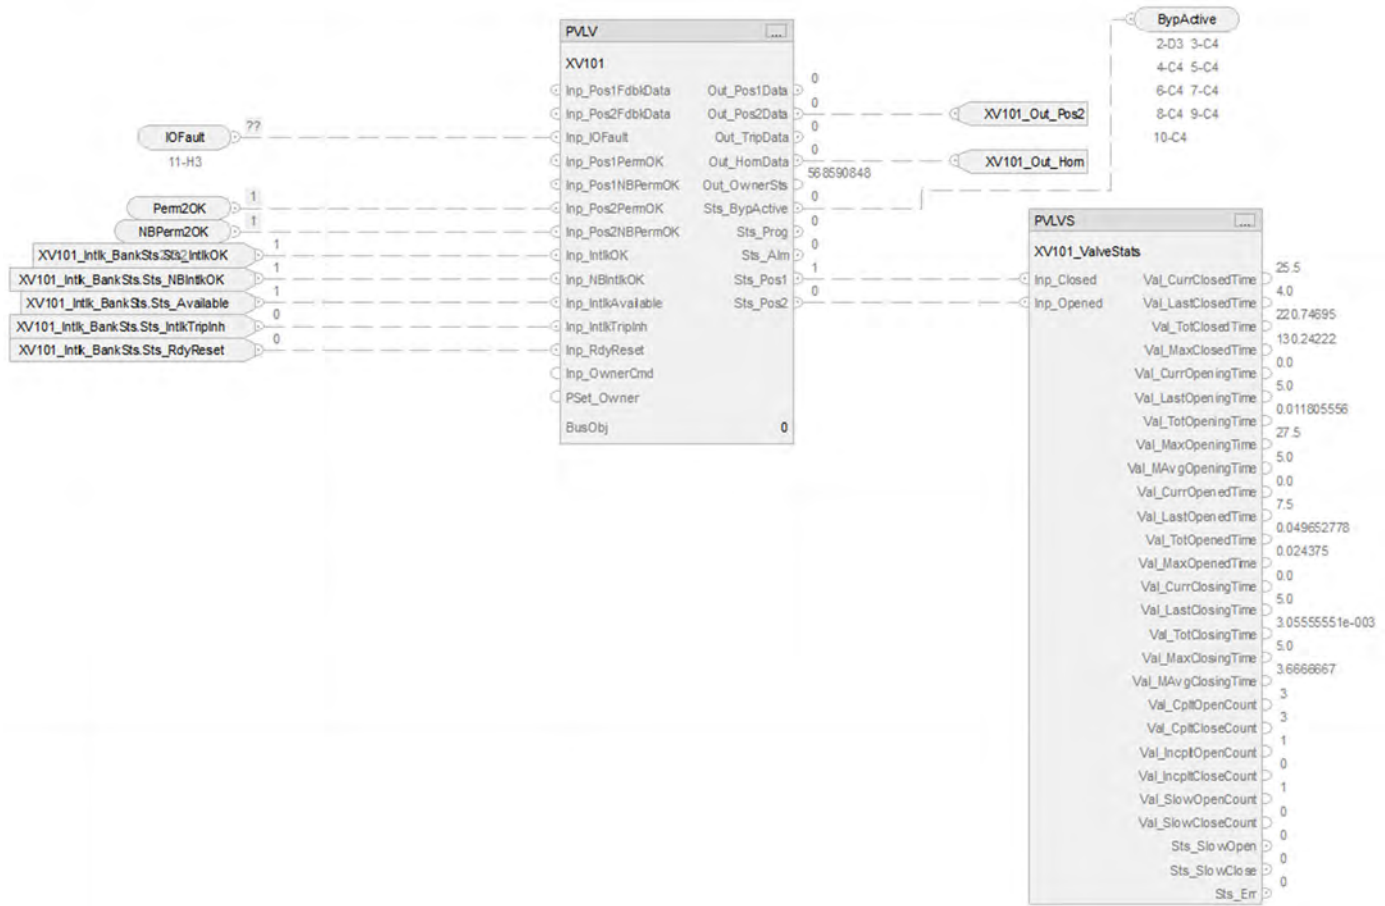 IOFault
??
11-H3
Perm2OK
1
NBPerm2OK
1
XV101_Intlk_BankSts.Sts_IntlkOK
1
XV101_Intlk_BankSts.Sts_NBIntlkOK
1
XV101_Intlk_BankSts.Sts_Available
1
XV101_Intlk_BankSts.Sts_IntlkTripInh
0
XV101_Intlk_BankSts.Sts_RdyReset
0
PVLV
...
XV101
Inp_Pos1FdbkData Out_Pos1Data 0
Inp_Pos2FdbkData Out_Pos2Data 0
Inp_IOFault Out_TripData 0
Inp_Pos1PermOK Out_HornData 0
Inp_Pos1NBPermOK Out_OwnerSts 568590848
Inp_Pos2PermOK Sts_BypActive 0
Inp_Pos2NBPermOK Sts_Prog 0
Inp_IntlkOK Sts_Alm 0
Inp_NBIntlkOK Sts_Pos1 1
Inp_IntlkAvailable Sts_Pos2 0
Inp_IntlkTripInh
Inp_RdyReset
Inp_OwnerCmd
PSet_Owner
BusObj 0
XV101_Out_Pos2
XV101_Out_Horn
BypActive
2-D3 3-C4
4-C4 5-C4
6-C4 7-C4
8-C4 9-C4
10-C4
PVLVS
...
XV101_ValveStats
Inp_Closed Val_CurrClosedTime 25.5
Inp_Opened Val_LastClosedTime 4.0
Val_TotClosedTime 220.74695
Val_MaxClosedTime 130.24222
Val_CurrOpeningTime 0.0
Val_LastOpeningTime 5.0
Val_TotOpeningTime 0.011805556
Val_MaxOpeningTime 27.5
Val_MAvgOpeningTime 5.0
Val_CurrOpenedTime 0.0
Val_LastOpenedTime 7.5
Val_TotOpenedTime 0.049652778
Val_MaxOpenedTime 0.024375
Val_CurrClosingTime 0.0
Val_LastClosingTime 5.0
Val_TotClosingTime 3.05555551e-003
Val_MaxClosingTime 5.0
Val_MAvgClosingTime 3.6666667
Val_CpltOpenCount 3
Val_CpltCloseCount 3
Val_IncpltOpenCount 1
Val_IncpltCloseCount 0
Val_SlowOpenCount 1
Val_SlowCloseCount 0
Sts_SlowOpen 0
Sts_SlowClose 0
Sts_Err 0